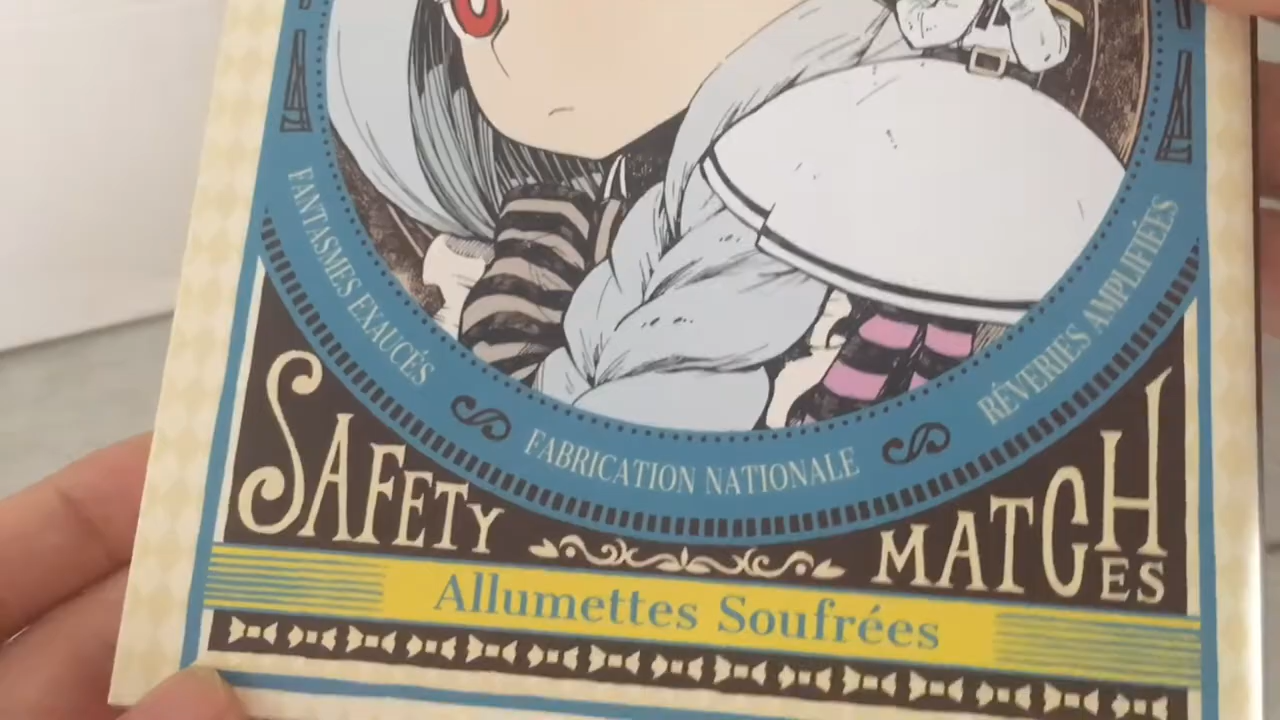 FANTASMES EXAUCÉS
FABRICATION NATIONALE
RÊVERIES AMPLIFIÉES
SAFETY
MATCHES
Allumettes Soufrées